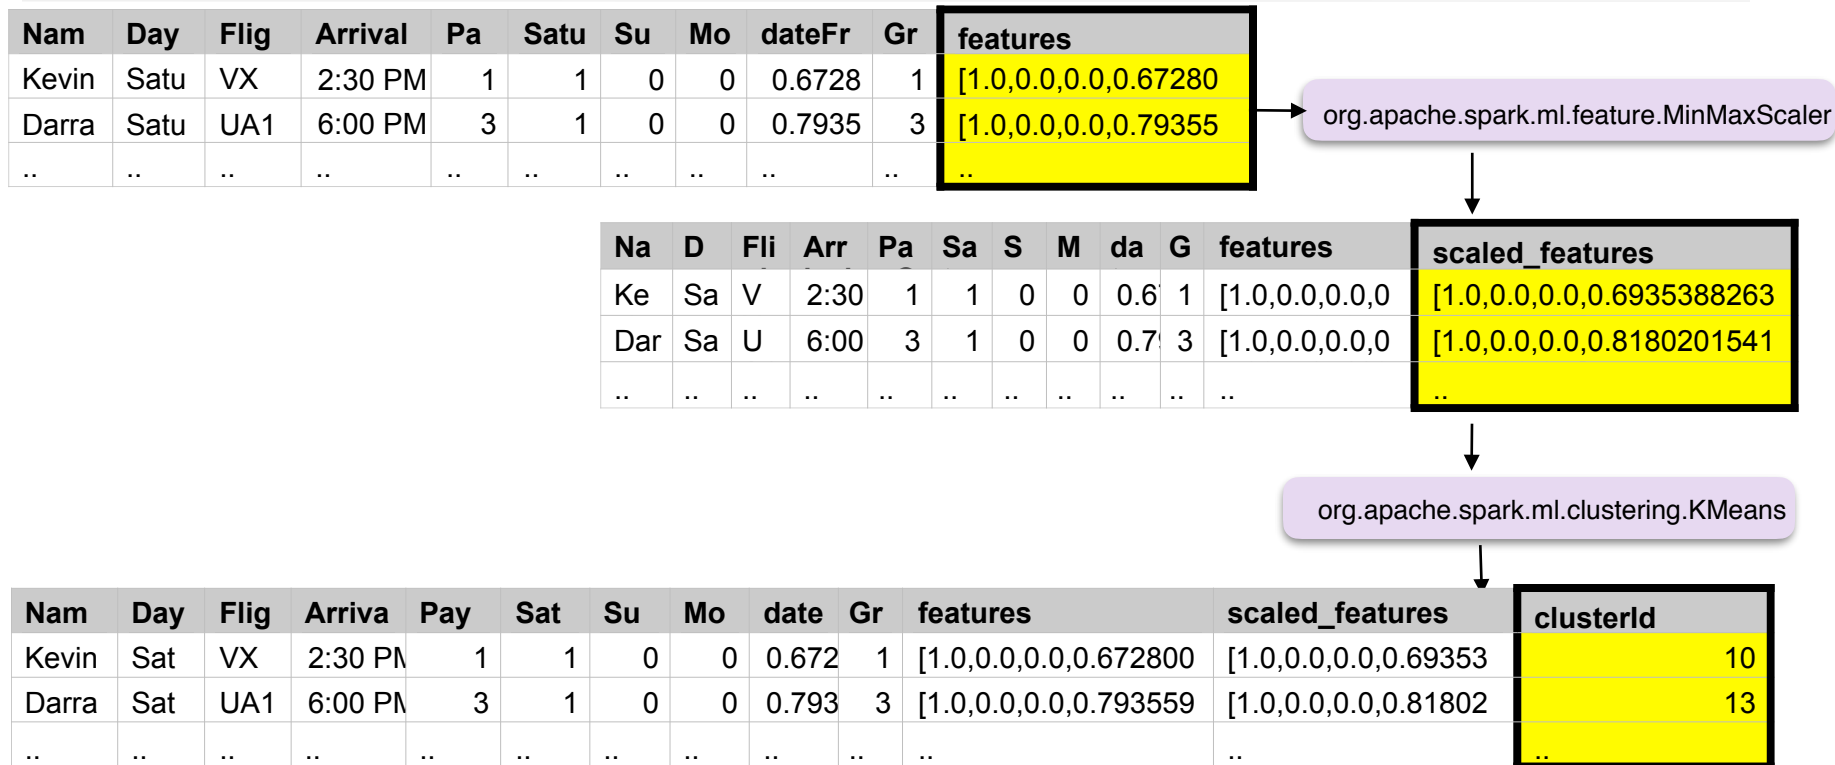 Nam Day Flig Arrival Pa Satu Su Mo dateFr Gr features
Kevin Satu VX 2:30 PM 1 1 0 0 0.6728 1 [1.0,0.0,0.0,0.67280
Darra Satu UA1 6:00 PM 3 1 0 0 0.7935 3 [1.0,0.0,0.0,0.79355
.. .. .. .. .. .. .. .. .. .. ..
org.apache.spark.ml.feature.MinMaxScaler
Na D Fli Arr Pa Sa S M da G features scaled_features
Ke Sa V 2:30 1 1 0 0 0.6 1 [1.0,0.0,0.0,0 [1.0,0.0,0.0,0.6935388263
Dar Sa U 6:00 3 1 0 0 0.7 3 [1.0,0.0,0.0,0 [1.0,0.0,0.0,0.8180201541
.. .. .. .. .. .. .. .. .. .. .. ..
org.apache.spark.ml.clustering.KMeans
Nam Day Flig Arriva Pay Sat Su Mo date Gr features scaled_features clusterId
Kevin Sat VX 2:30 PM 1 1 0 0 0.672 1 [1.0,0.0,0.0,0.672800 [1.0,0.0,0.0,0.69353 10
Darra Sat UA1 6:00 PM 3 1 0 0 0.793 3 [1.0,0.0,0.0,0.793559 [1.0,0.0,0.0,0.81802 13
.. .. .. .. .. .. .. .. .. .. .. .. ..